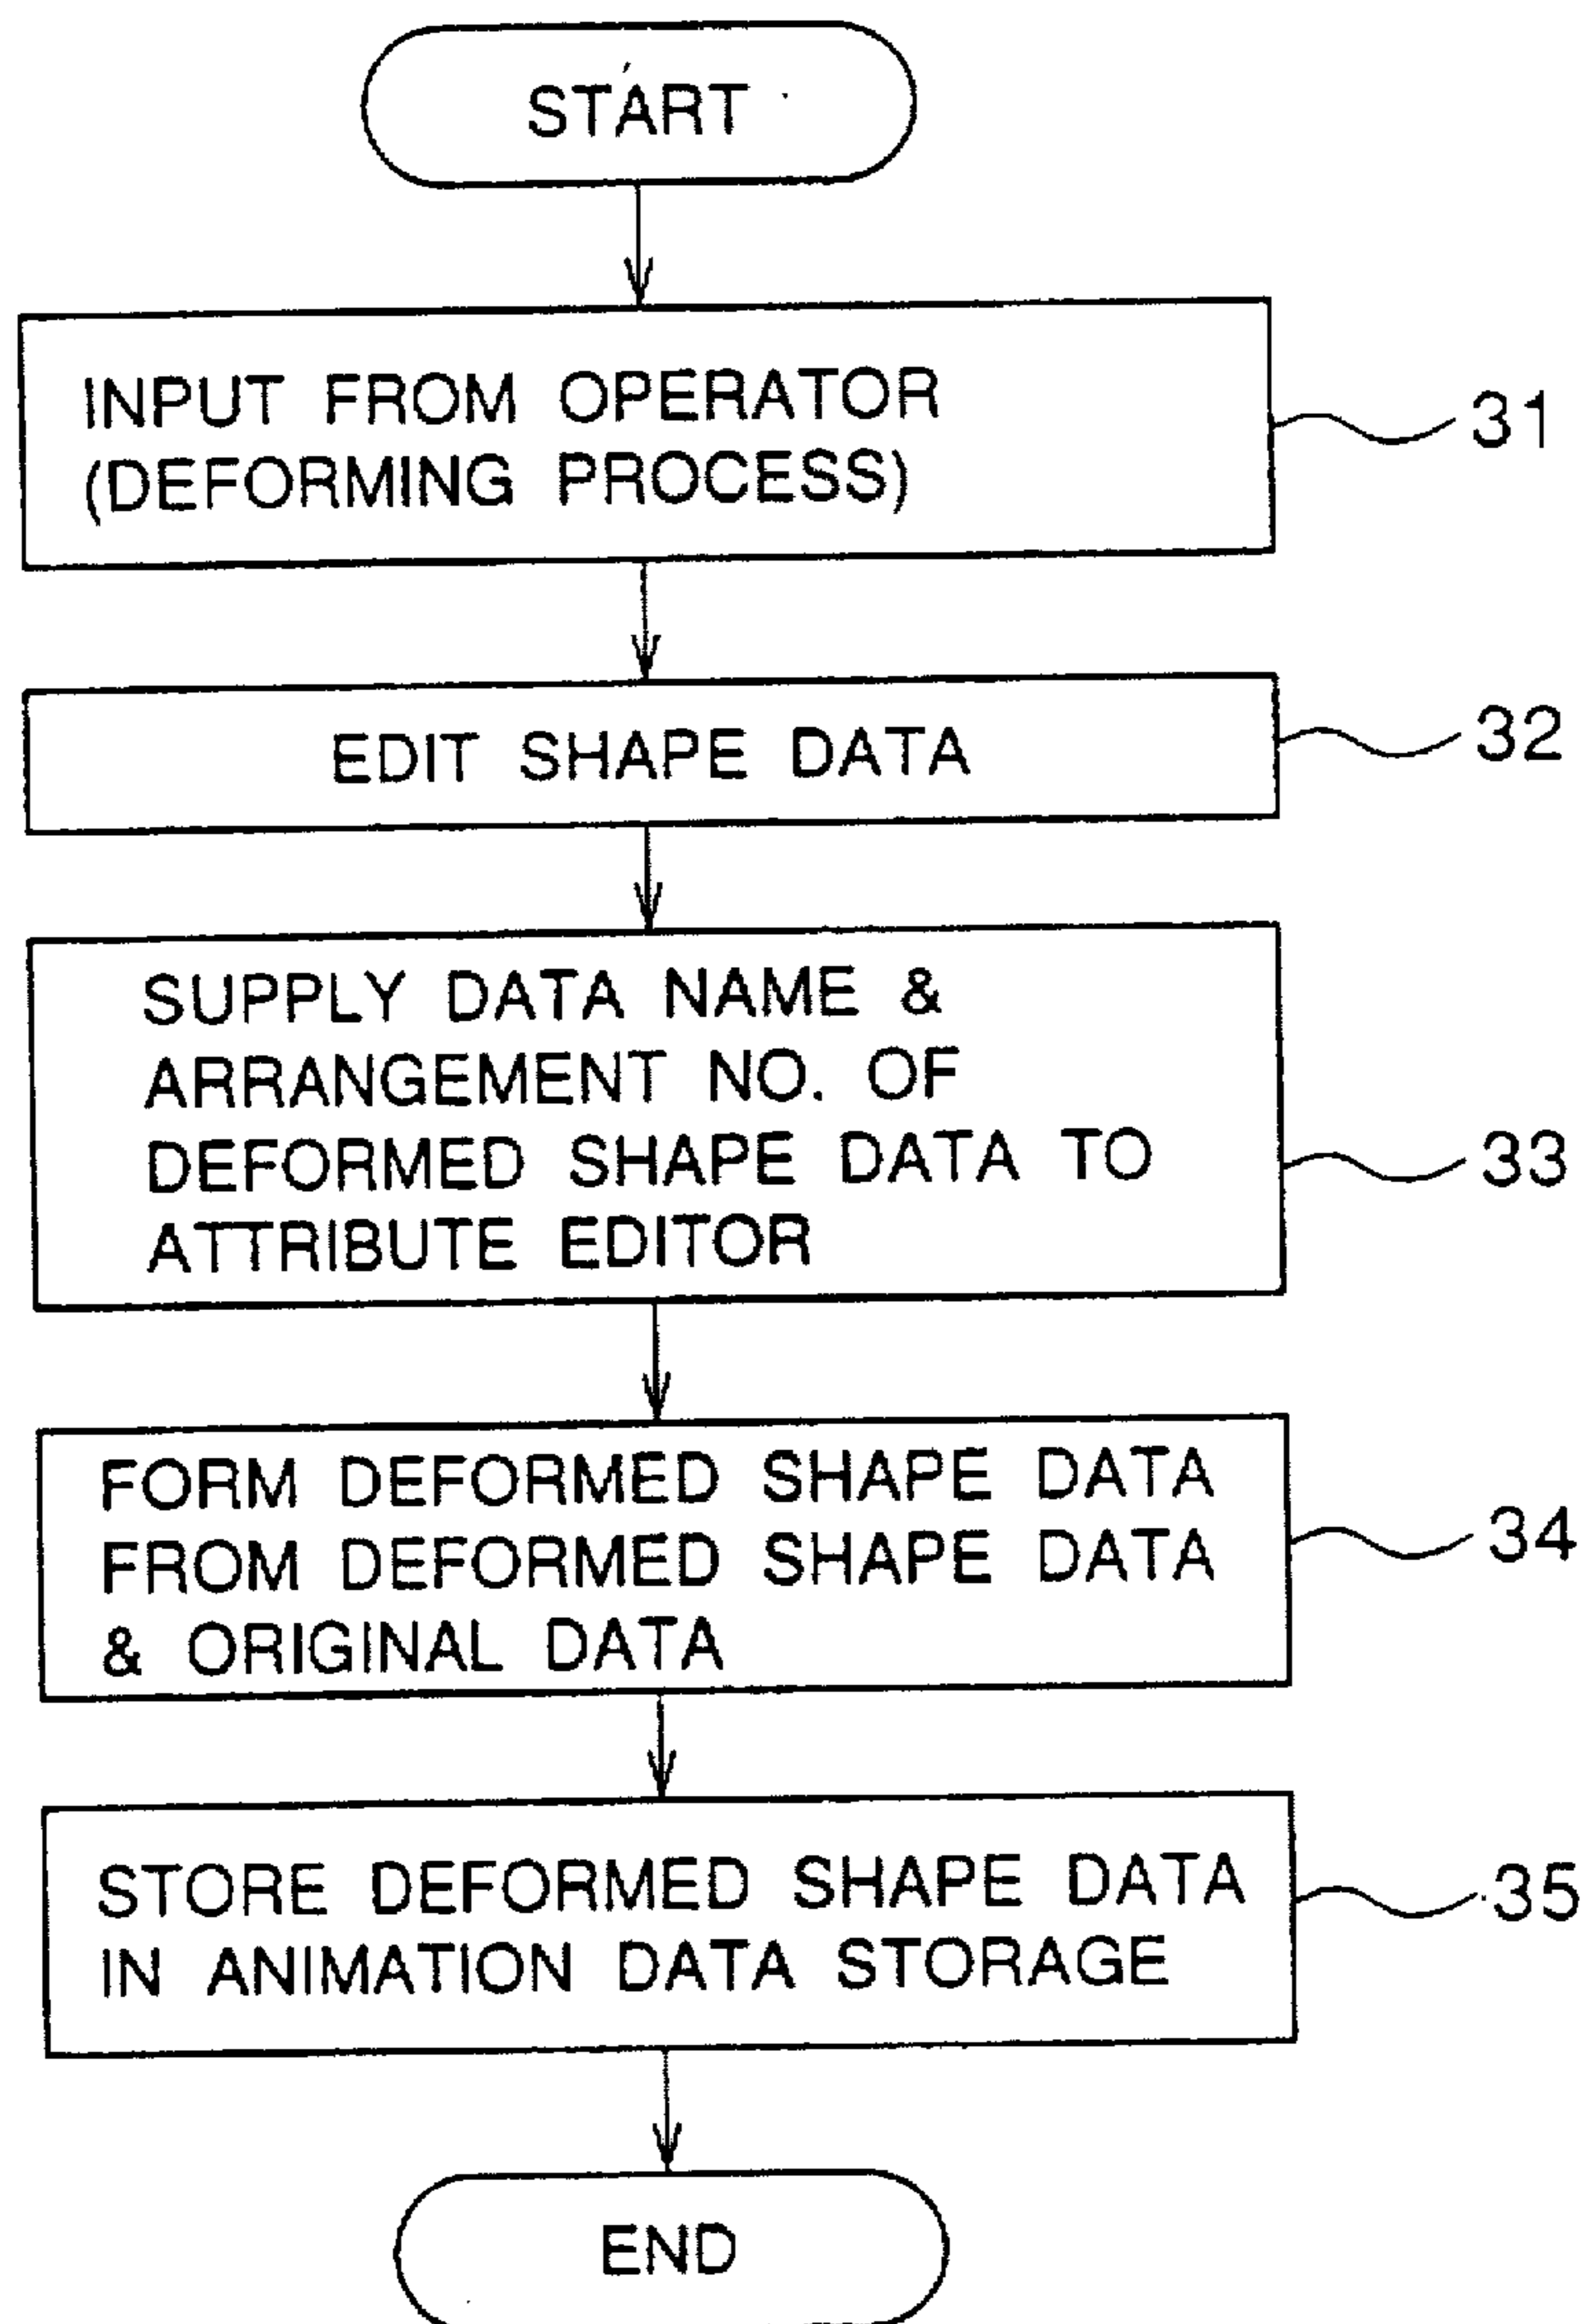 START
INPUT FROM OPERATOR
(DEFORMING PROCESS)
31
EDIT SHAPE DATA
32
SUPPLY DATA NAME &
ARRANGEMENT NO. OF
DEFORMED SHAPE DATA TO
ATTRIBUTE EDITOR
33
FORM DEFORMED SHAPE DATA
FROM DEFORMED SHAPE DATA
& ORIGINAL DATA
34
STORE DEFORMED SHAPE DATA
IN ANIMATION DATA STORAGE
35
END